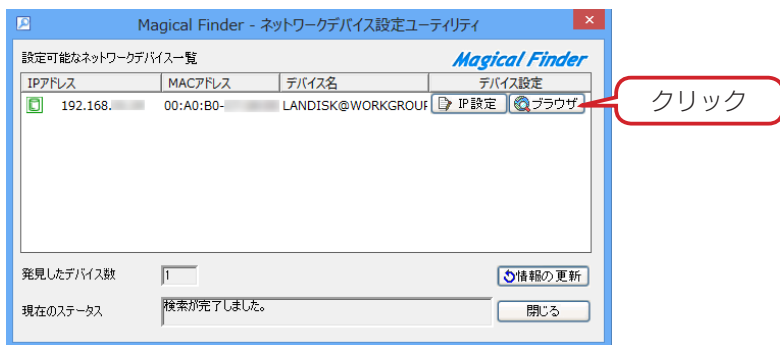 Magical Finder - ネットワークデバイス設定ユーティリティ
設定可能なネットワークデバイス一覧
Magical Finder
IPアドレス MACアドレス デバイス名 デバイス設定
192.168. 00:A0:B0- LANDISK@WORKGROUP IP設定 ブラウザ
クリック
発見したデバイス数 1 情報の更新
現在のステータス 検索が完了しました。 閉じる